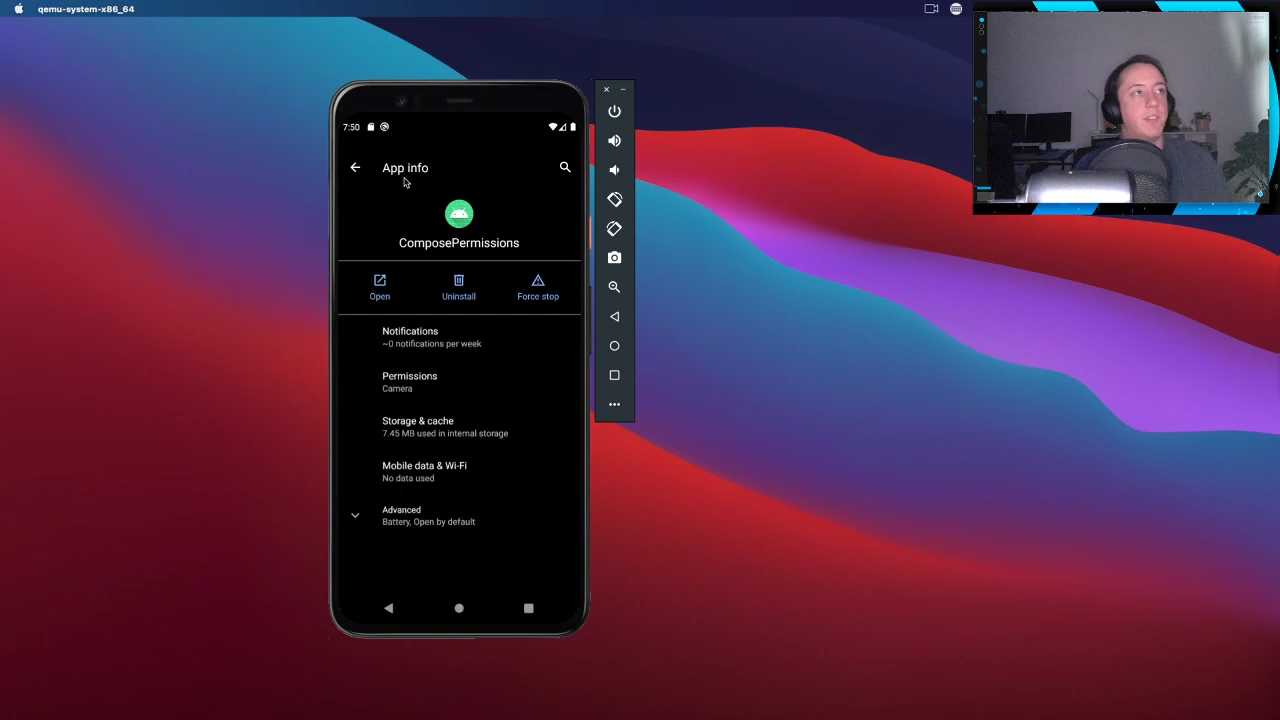 qemu-system-x86_64
7:50
App info
ComposePermissions
Open
Uninstall
Force stop
Notifications
~0 notifications per week
Permissions
Camera
Storage & cache
7.45 MB used in internal storage
Mobile data & Wi-Fi
No data used
Advanced
Battery, Open by default